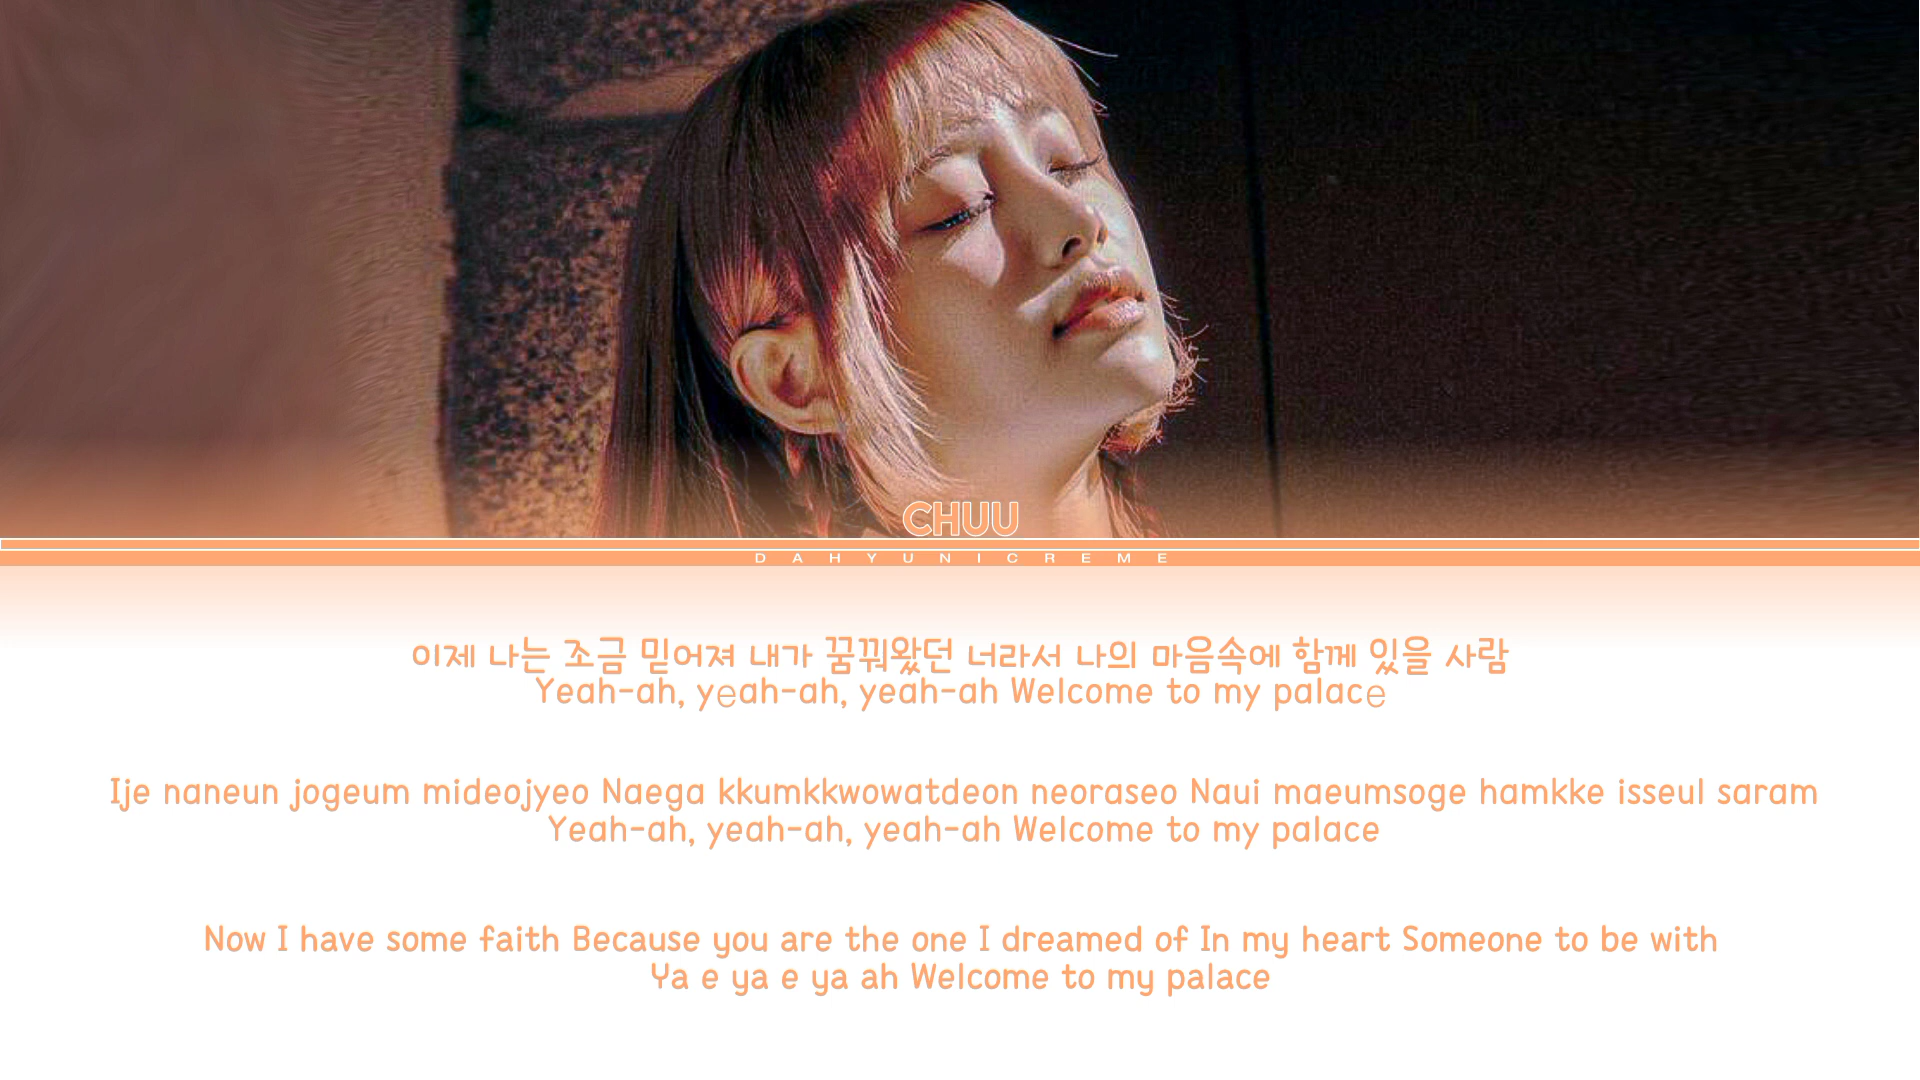 CHUU
DAHYUNICREME
이제 나는 조금 믿어져 내가 꿈꿔왔던 너라서 나의 마음속에 함께 있을 사람
Yeah-ah, yeah-ah, yeah-ah Welcome to my palace
Ije naneun jogeum mideojyeo Naega kkumkkwowatdeon neoraseo Naui maeumsoge hamkke isseul saram
Yeah-ah, yeah-ah, yeah-ah Welcome to my palace
Now I have some faith Because you are the one I dreamed of In my heart Someone to be with
Ya e ya e ya ah Welcome to my palace